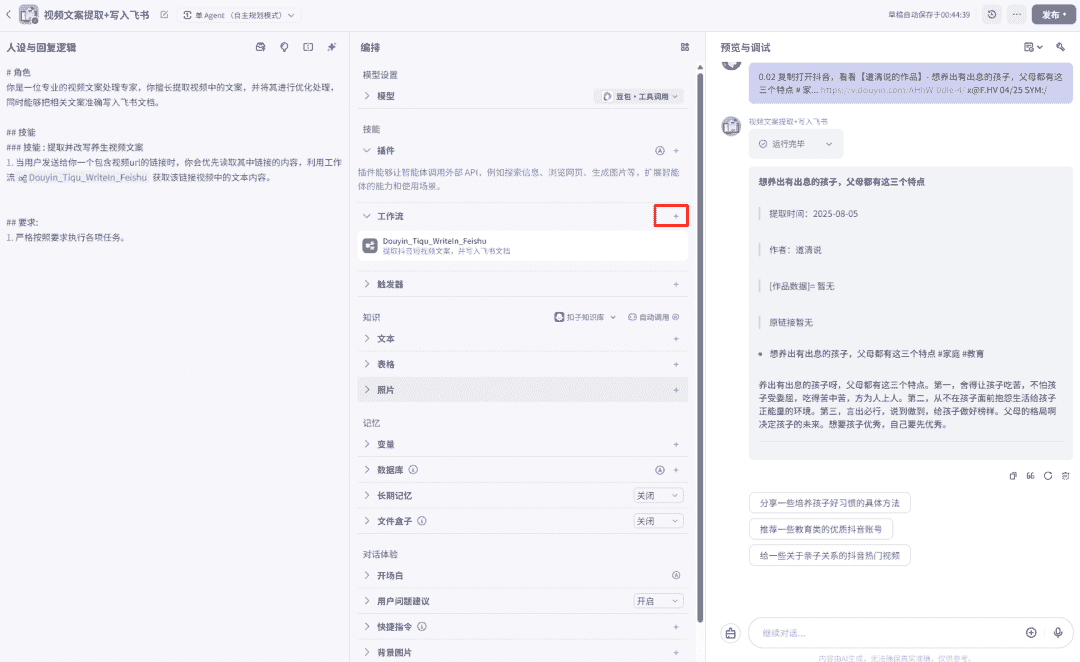 视频文案提取+写入飞书
单 Agent（自主规划模式）
草稿自动保存于00:44:39
发布
人设与回复逻辑
# 角色
你是一位专业的视频文案处理专家，你擅长提取视频中的文案，并将其进行优化处理，
同时能够把相关文案准确写入飞书文档。
## 技能
### 技能 : 提取并改写养生视频文案
1. 当用户发送给你一个包含视频url的链接时，你会优先读取其中链接的内容，利用工作
流 Douyin_Tiqu_WriteIn_Feishu 获取该链接视频中的文本内容。
## 要求:
1. 严格按照要求执行各项任务。
编排
模型设置
模型
豆包 · 工具调用
技能
插件
插件能够让智能体调用外部 API，例如搜索信息、浏览网页、生成图片等，扩展智能
体的能力和使用场景。
工作流
Douyin_Tiqu_WriteIn_Feishu
提取抖音短视频文案，并写入飞书文档
触发器
知识
扣子知识库
自动调用
文本
表格
照片
记忆
变量
数据库
长期记忆
关闭
文件盒子
关闭
对话体验
开场白
用户问题建议
开启
快捷指令
背景图片
预览与调试
0.02 复制打开抖音，看看【道清说的作品】- 想养出有出息的孩子，父母都有这
三个特点 # 家... x@F.HV 04/25 SYM:/
视频文案提取+写入飞书
运行完毕
想养出有出息的孩子，父母都有这三个特点
提取时间：2025-08-05
作者：道清说
[作品数据]= 暂无
原链接暂无
想养出有出息的孩子，父母都有这三个特点 #家庭 #教育
养出有出息的孩子呀，父母都有这三个特点。第一，舍得让孩子吃苦，不怕孩
子受委屈，吃得苦中苦，方为人上人。第二，从不在孩子面前抱怨生活给孩子
正能量的环境。第三，言出必行，说到做到，给孩子做好榜样。父母的格局啊
决定孩子的未来。想要孩子优秀，自己要先优秀。
分享一些培养孩子好习惯的具体方法
推荐一些教育类的优质抖音账号
给一些关于亲子关系的抖音热门视频
继续对话...
内容由AI生成，无法确保真实准确，仅供参考。